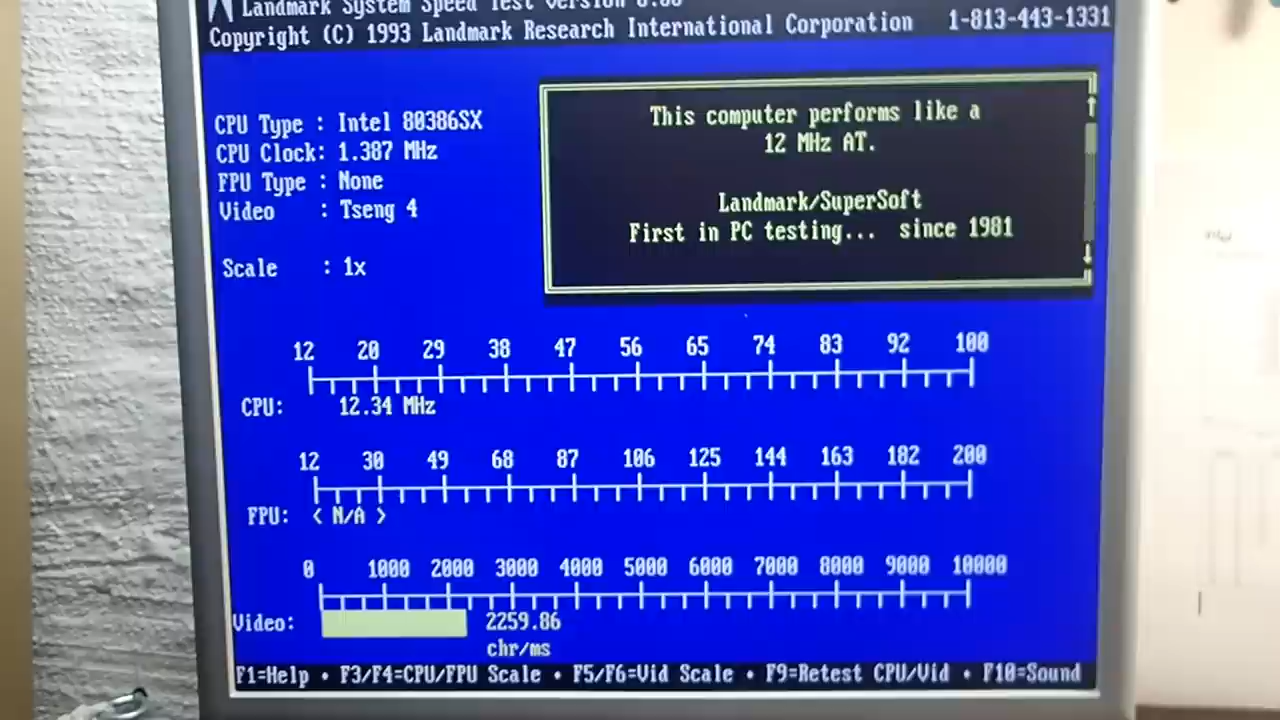 Landmark System Speed Test Version
Copyright (C) 1993 Landmark Research International Corporation 1-813-443-1331
CPU Type : Intel 80386SX
CPU Clock: 1.387 MHz
FPU Type : None
Video : Tseng 4
Scale : 1x
This computer performs like a
12 MHz AT.
Landmark/SuperSoft
First in PC testing... since 1981
12 20 29 38 47 56 65 74 83 92 100
CPU: 12.34 MHz
12 30 49 68 87 106 125 144 163 182 200
FPU: < N/A >
0 1000 2000 3000 4000 5000 6000 7000 8000 9000 10000
Video: 2259.86
chr/ms
F1=Help • F3/F4=CPU/FPU Scale • F5/F6=Vid Scale • F9=Retest CPU/Vid • F10=Sound